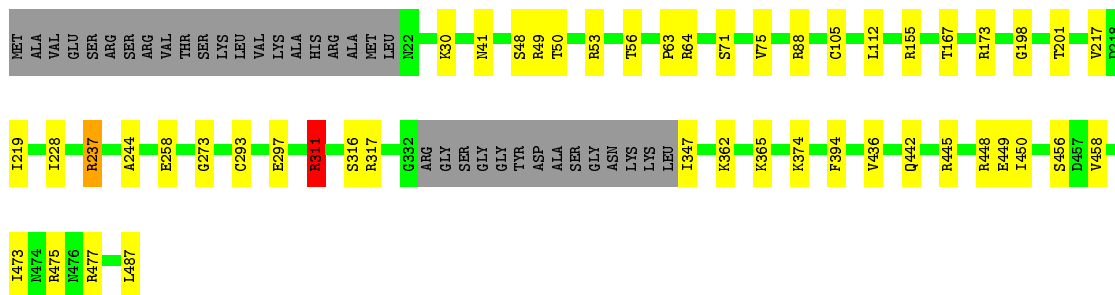 MET ALA VAL GLU SER ARG SER ARG VAL THR SER LYS LEU VAL LYS ALA HIS ARG ALA MET LEU N22 K30 N41 S48 R49 T50 R53 T56 P63 R64 S71 V75 R88 C105 L112 R155 T167 R173 G198 T201 V217 D218
I219 I228 R237 A244 E258 G273 C293 E297 R311 S316 R317 G332 ARG GLY SER GLY GLY TYR ASP ALA SER GLY ASN LYS LYS LEU I347 K362 K365 K374 F394 V436 Q442 R445 R448 E449 I450 S456 D457 V458
I473 N474 R475 N476 R477 L487